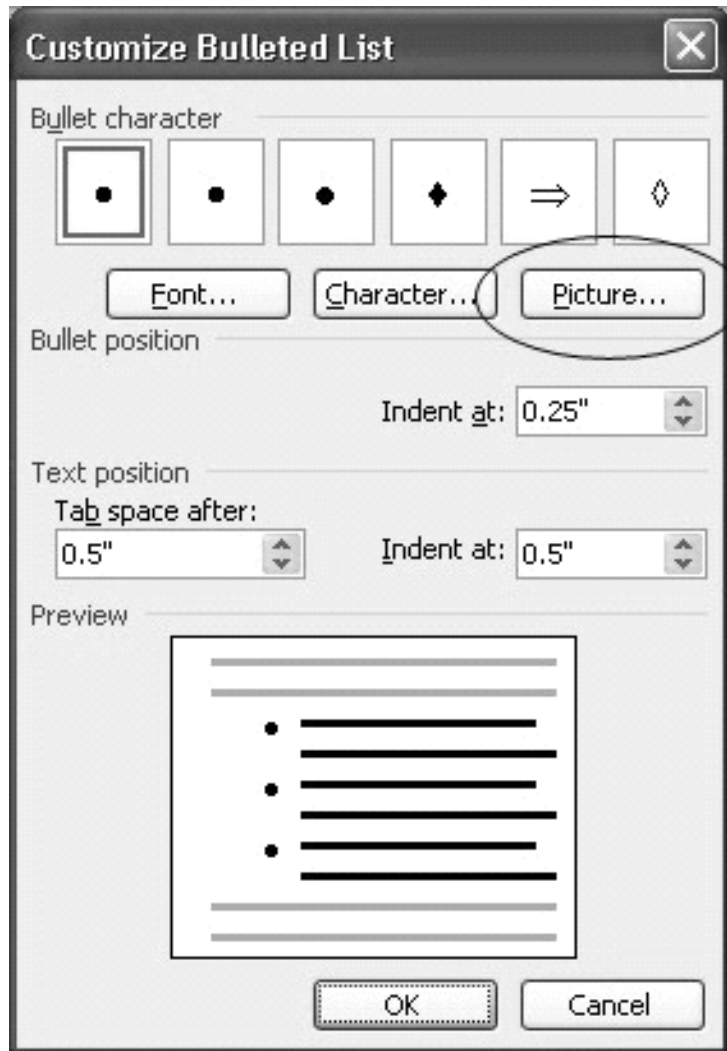 Customize Bulleted List
Bullet character
Font... Character... Picture...
Bullet position
Indent at: 0.25"
Text position
Tab space after:
0.5" Indent at: 0.5"
Preview
OK Cancel